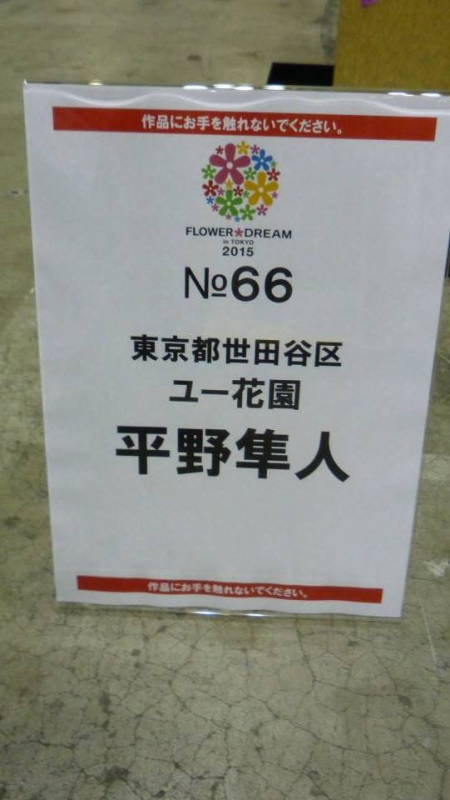 作品にお手を触れないでください。
FLOWER★DREAM
in TOKYO
2015
№66
東京都世田谷区
ユー花園
平野隼人
作品にお手を触れないでください。